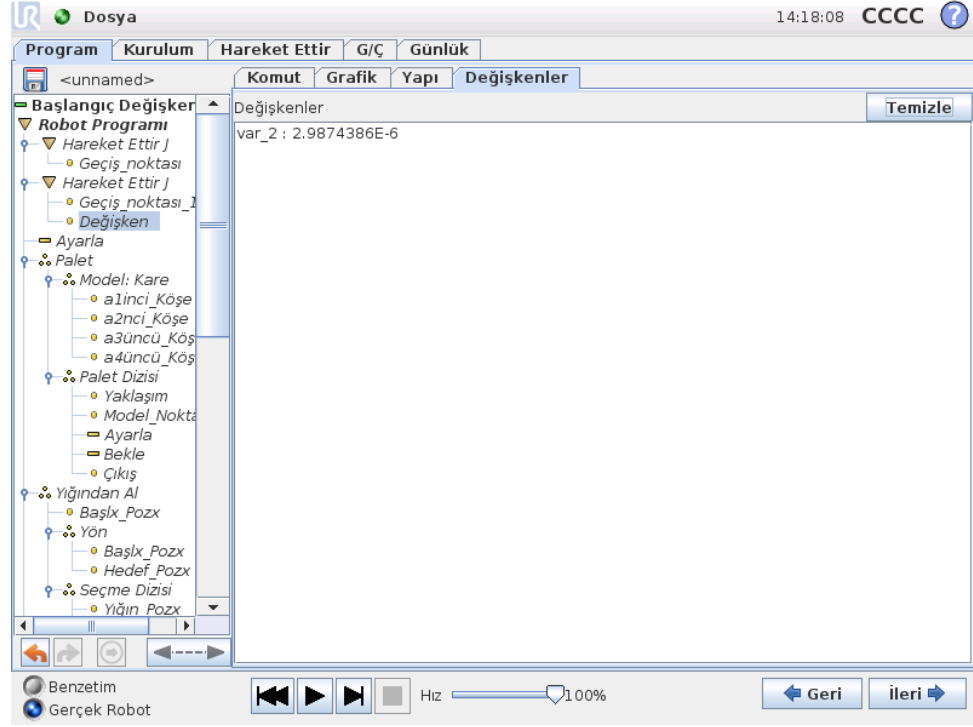 UR Dosya 14:18:08 CCCC ?
Program Kurulum Hareket Ettir G/Ç Günlük
<unnamed> Komut Grafik Yapı Değişkenler
Değişkenler Temizle
var_2 : 2.9874386E-6
Başlangıç Değişker
Robot Programı
Hareket Ettir J
Geçiş_noktası
Hareket Ettir J
Geçiş_noktası_1
Değişken
Ayarla
Palet
Model: Kare
a1inci_Köşe
a2nci_Köşe
a3üncü_Köş
a4üncü_Köş
Palet Dizisi
Yaklaşım
Model_Nokta
Ayarla
Bekle
Çıkış
Yığından Al
Başlx_Pozx
Yön
Başlx_Pozx
Hedef_Pozx
Seçme Dizisi
Yığın_Pozx
Benzetim
Gerçek Robot
Hız 100%
Geri İleri